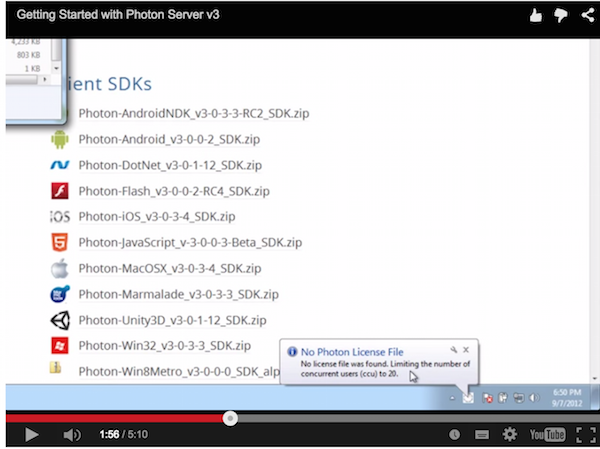 Getting Started with Photon Server v3
4,233 KB
803 KB
1 KB
ient SDKs
Photon-AndroidNDK_v3-0-3-3-RC2_SDK.zip
Photon-Android_v3-0-0-2_SDK.zip
Photon-DotNet_v3-0-1-12_SDK.zip
Photon-Flash_v3-0-0-2-RC4_SDK.zip
iOS Photon-iOS_v3-0-3-4_SDK.zip
5 Photon-JavaScript_v-3-0-0-3-Beta_SDK.zip
Photon-MacOSX_v3-0-3-4_SDK.zip
Photon-Marmalade_v3-0-3-3_SDK.zip
Photon-Unity3D_v3-0-1-12_SDK.zip
Photon-Win32_v3-0-3-3_SDK.zip
Photon-Win8Metro_v3-0-0-0_SDK_alp
No Photon License File
No license file was found. Limiting the number of
concurrent users (ccu) to 20.
6:50 PM
9/7/2012
1:56 / 5:10
YouTube